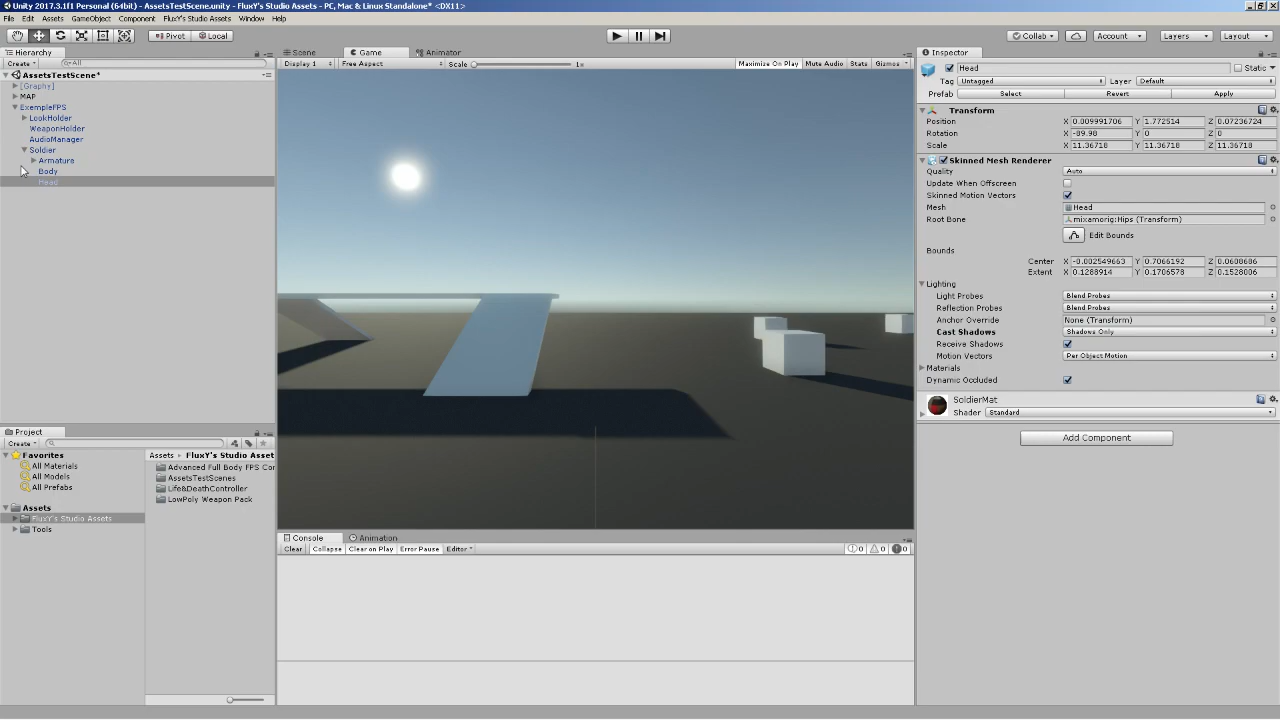 Unity 2017.3.1f1 Personal (64bit) - AssetsTestScene.unity - FluxY's Studio Assets - PC, Mac & Linux Standalone* <DX11>
File Edit Assets GameObject Component FluxY's Studio Assets Window Help
Pivot Local Collab Account Layers Layout
Hierarchy Scene Game Animator Inspector
Create All Display 1 Free Aspect Scale 1x Maximize On Play Mute Audio Stats Gizmos Head Static
AssetsTestScene* Tag Untagged Layer Default
[Graphy] Prefab Select Revert Apply
MAP
ExempleFPS Transform
LookHolder Position X 0.009991706 Y 1.772514 Z 0.07236724
WeaponHolder Rotation X -89.98 Y 0 Z 0
AudioManager Scale X 11.36718 Y 11.36718 Z 11.36718
Soldier
Armature Skinned Mesh Renderer
Body Quality Auto
Head Update When Offscreen
Skinned Motion Vectors
Mesh Head
Root Bone mixamorig:Hips (Transform)
Edit Bounds
Bounds
Center X -0.002549663 Y 0.7066192 Z 0.0608686
Extent X 0.1288914 Y 0.1706578 Z 0.1528006
Lighting
Light Probes Blend Probes
Reflection Probes Blend Probes
Anchor Override None (Transform)
Cast Shadows Shadows Only
Receive Shadows
Motion Vectors Per Object Motion
Materials
Dynamic Occluded
SoldierMat
Shader Standard
Add Component
Project
Create
Favorites Assets FluxY's Studio Asset
All Materials Advanced Full Body FPS Cor
All Models AssetsTestScenes
All Prefabs Life&DeathController
LowPoly Weapon Pack
Assets
FluxY's Studio Assets
Tools
Console Animation
Clear Collapse Clear on Play Error Pause Editor 0 0 0